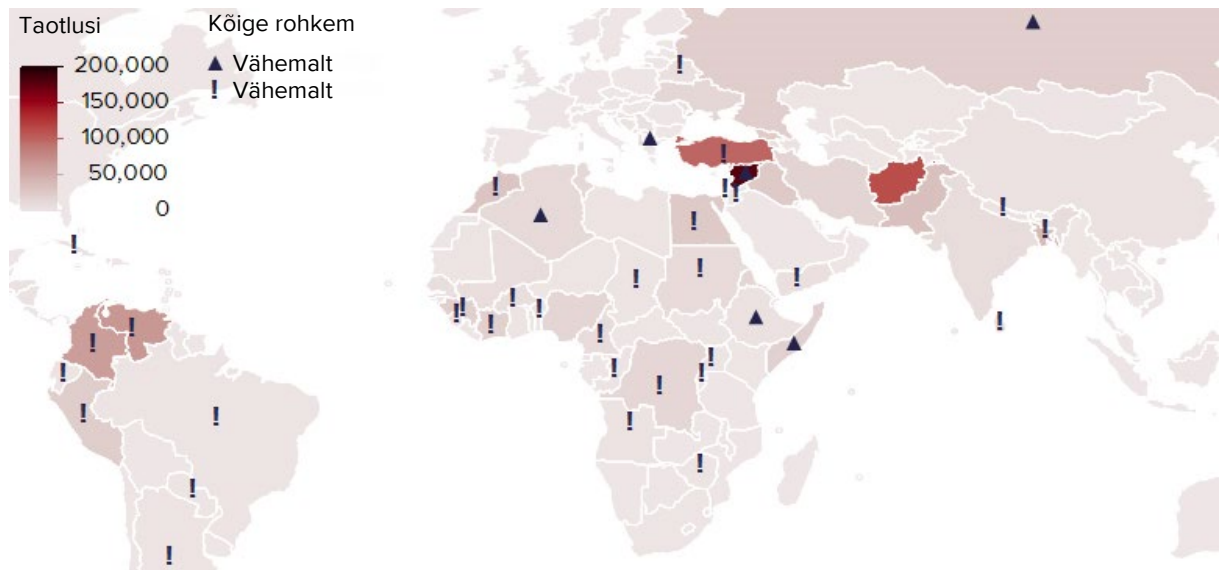 Taotlusi
200,000
150,000
100,000
50,000
0
Kõige rohkem
▲ Vähemalt
! Vähemalt